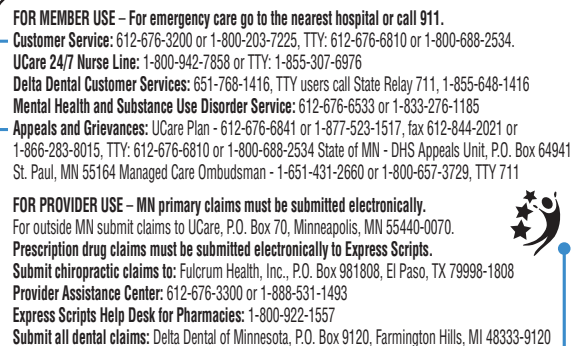 FOR MEMBER USE – For emergency care go to the nearest hospital or call 911.
Customer Service: 612-676-3200 or 1-800-203-7225, TTY: 612-676-6810 or 1-800-688-2534.
UCare 24/7 Nurse Line: 1-800-942-7858 or TTY: 1-855-307-6976
Delta Dental Customer Services: 651-768-1416, TTY users call State Relay 711, 1-855-648-1416
Mental Health and Substance Use Disorder Service: 612-676-6533 or 1-833-276-1185
Appeals and Grievances: UCare Plan - 612-676-6841 or 1-877-523-1517, fax 612-844-2021 or
1-866-283-8015, TTY: 612-676-6810 or 1-800-688-2534 State of MN - DHS Appeals Unit, P.O. Box 64941
St. Paul, MN 55164 Managed Care Ombudsman - 1-651-431-2660 or 1-800-657-3729, TTY 711
FOR PROVIDER USE – MN primary claims must be submitted electronically.
For outside MN submit claims to UCare, P.O. Box 70, Minneapolis, MN 55440-0070.
Prescription drug claims must be submitted electronically to Express Scripts.
Submit chiropractic claims to: Fulcrum Health, Inc., P.O. Box 981808, El Paso, TX 79998-1808
Provider Assistance Center: 612-676-3300 or 1-888-531-1493
Express Scripts Help Desk for Pharmacies: 1-800-922-1557
Submit all dental claims: Delta Dental of Minnesota, P.O. Box 9120, Farmington Hills, MI 48333-9120